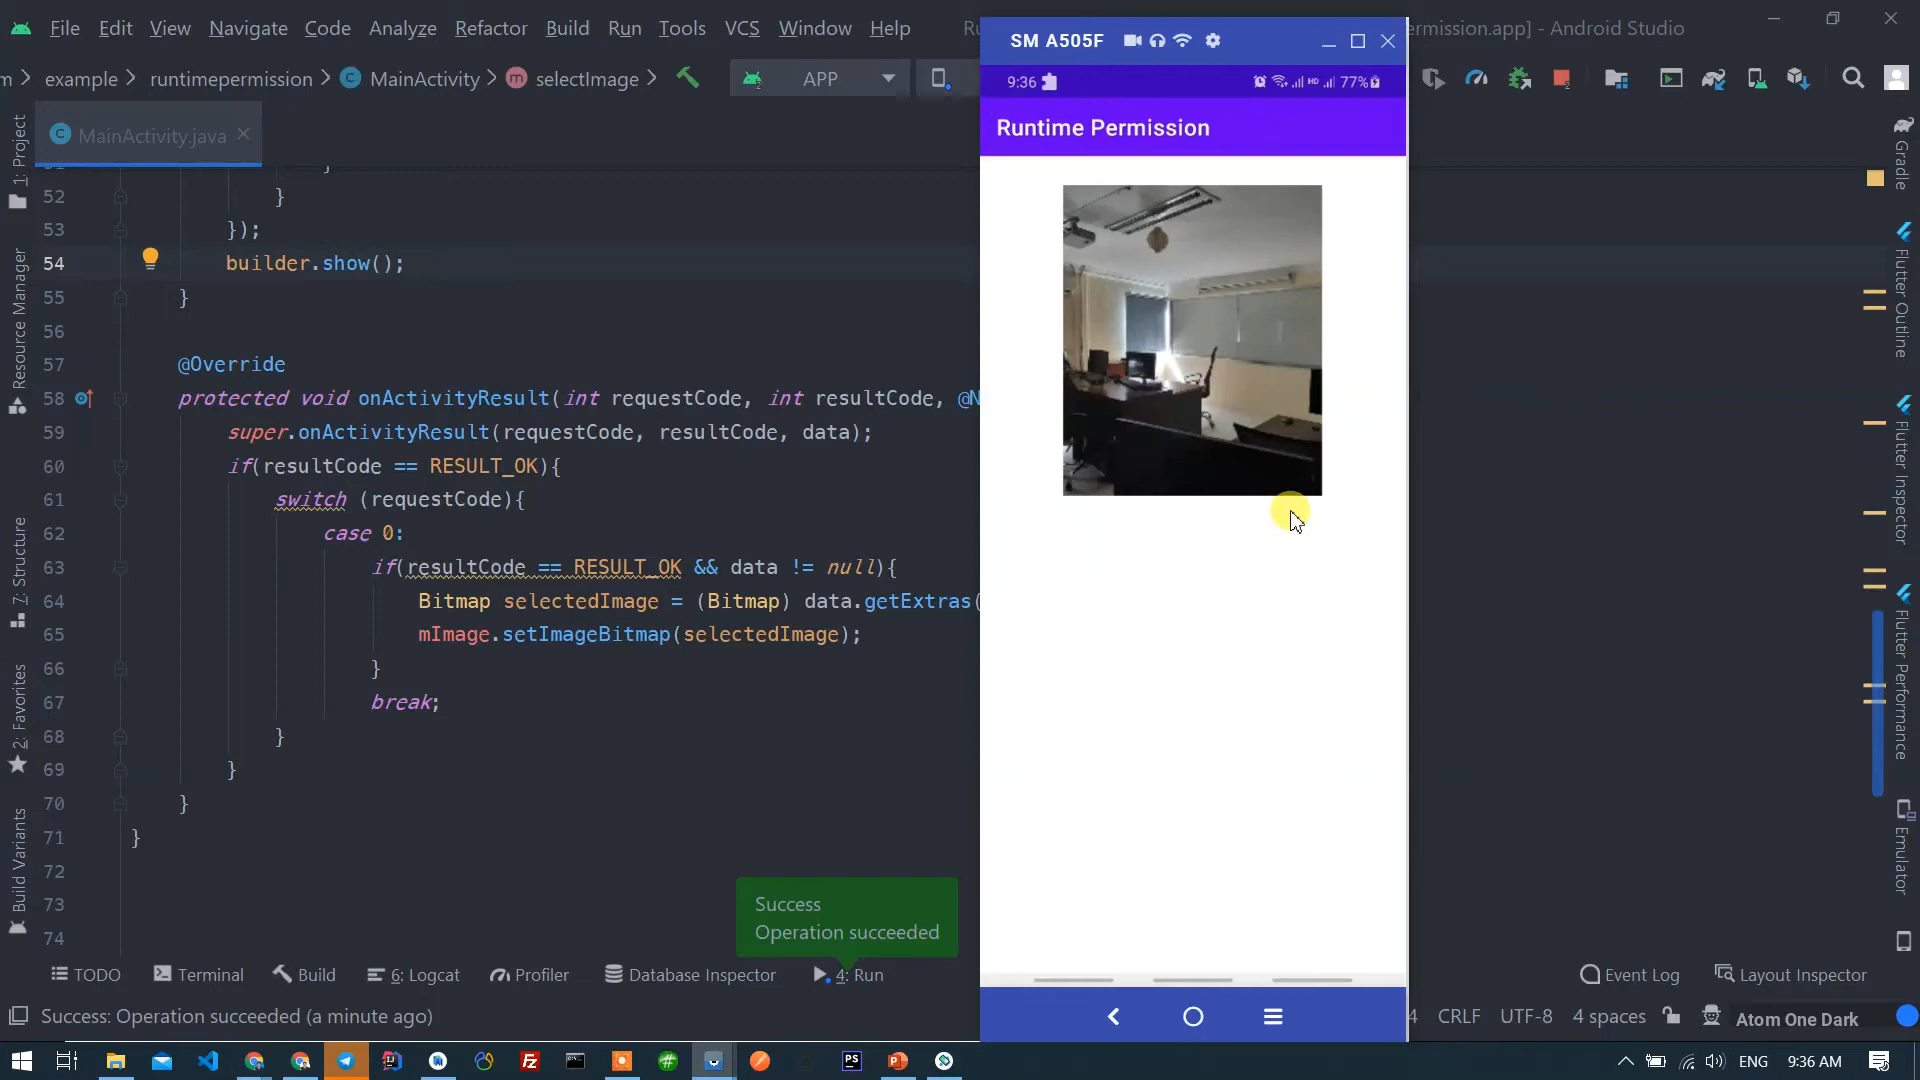 File Edit View Navigate Code Analyze Refactor Build Run Tools VCS Window Help
ermission.app] - Android Studio
SM A505F
m > example > runtimepermission > C MainActivity > m selectImage >
APP
9:36
77%
Runtime Permission
MainActivity.java
52 }
53 });
54 builder.show();
55 }
56
57 @Override
58 protected void onActivityResult(int requestCode, int resultCode, @N
59 super.onActivityResult(requestCode, resultCode, data);
60 if(resultCode == RESULT_OK){
61 switch (requestCode){
62 case 0:
63 if(resultCode == RESULT_OK && data != null){
64 Bitmap selectedImage = (Bitmap) data.getExtras(
65 mImage.setImageBitmap(selectedImage);
66 }
67 break;
68 }
69 }
70 }
71 }
72
73
74
1: Project
Resource Manager
7: Structure
2: Favorites
Build Variants
Gradle
Flutter Outline
Flutter Inspector
Flutter Performance
Emulator
Success
Operation succeeded
TODO Terminal Build 6: Logcat Profiler Database Inspector 4: Run
Event Log Layout Inspector
Success: Operation succeeded (a minute ago)
4 CRLF UTF-8 4 spaces Atom One Dark
ENG 9:36 AM